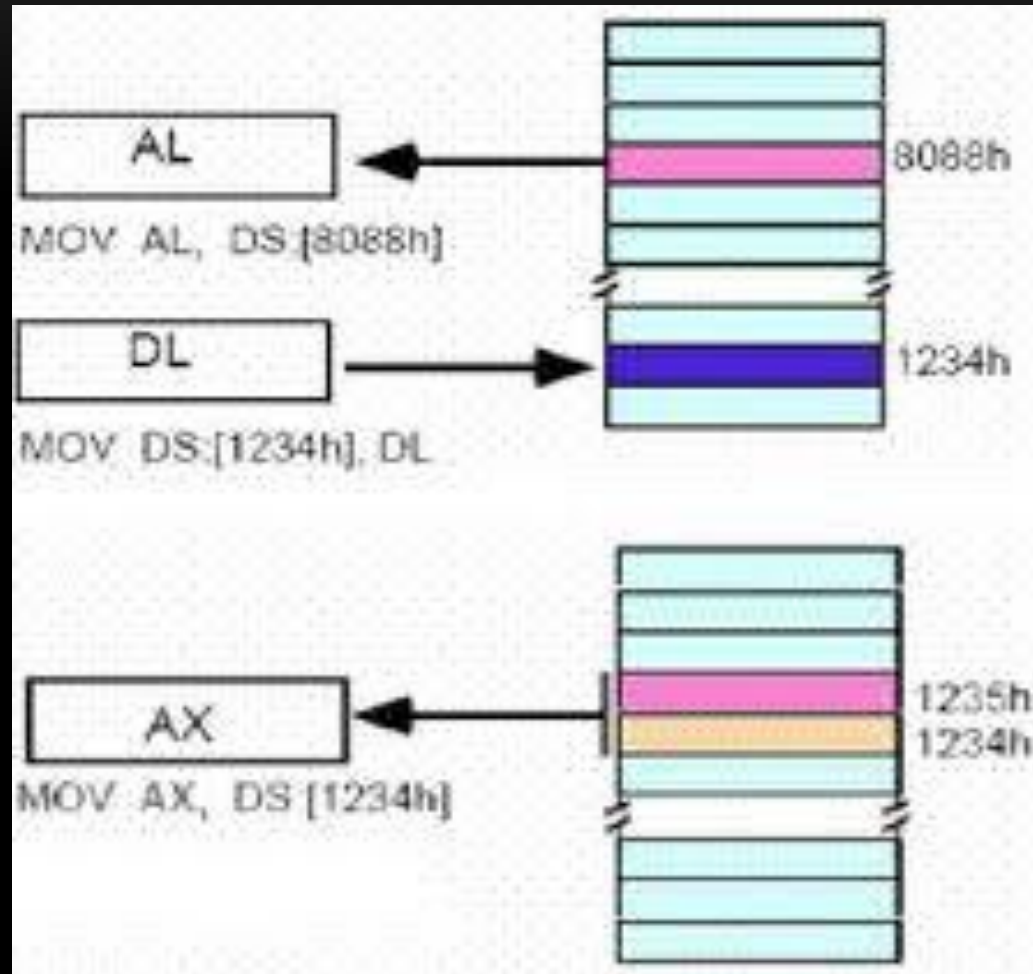 AL
8088h
MOV AL, DS:[8088h]
DL
1234h
MOV DS:[1234h], DL
1235h
AX
1234h
MOV AX, DS:[1234h]